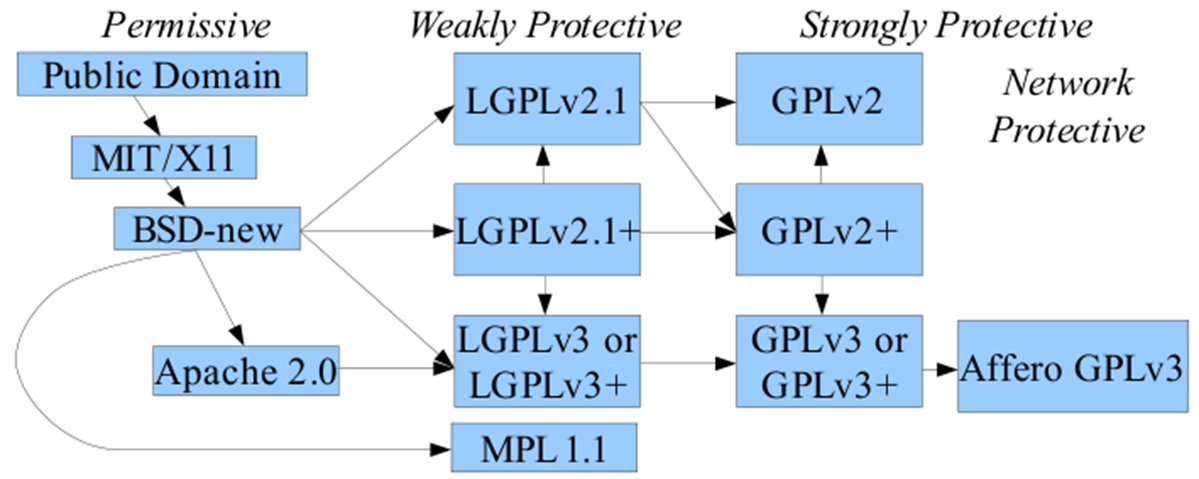 Permissive
Weakly Protective
Strongly Protective
Network
Protective
Public Domain
MIT/X11
BSD-new
Apache 2.0
LGPLv2.1
LGPLv2.1+
LGPLv3 or
LGPLv3+
MPL 1.1
GPLv2
GPLv2+
GPLv3 or
GPLv3+
Affero GPLv3